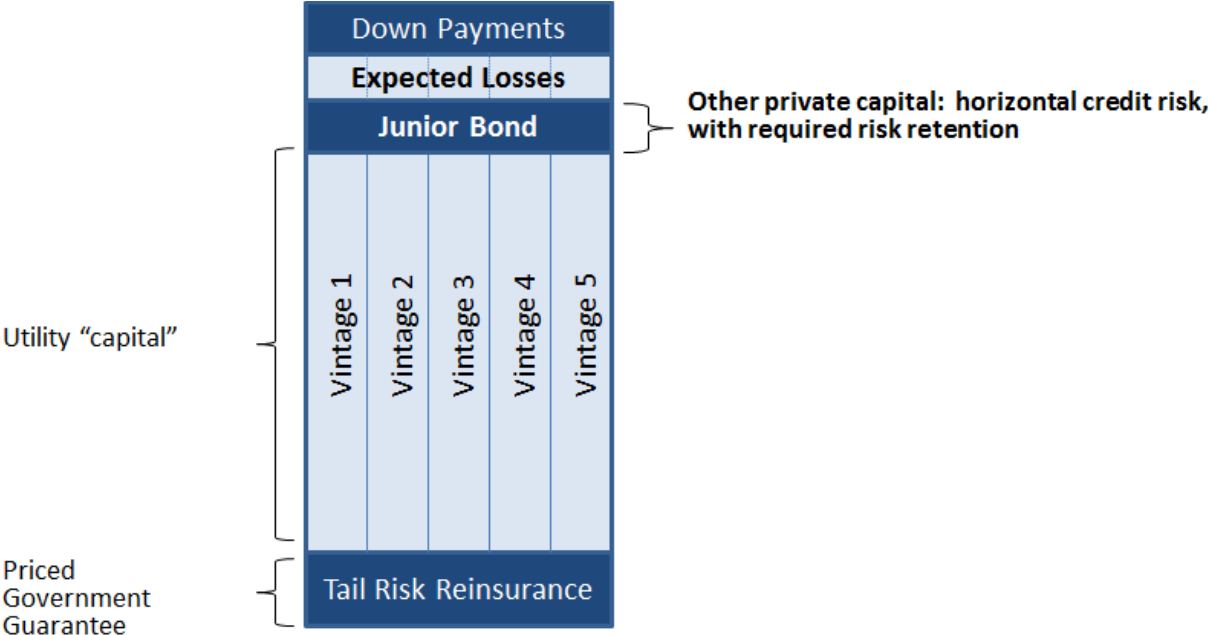 Down Payments
Expected Losses
Junior Bond
Other private capital: horizontal credit risk,
with required risk retention
Utility “capital”
Vintage 1
Vintage 2
Vintage 3
Vintage 4
Vintage 5
Priced
Government
Guarantee
Tail Risk Reinsurance